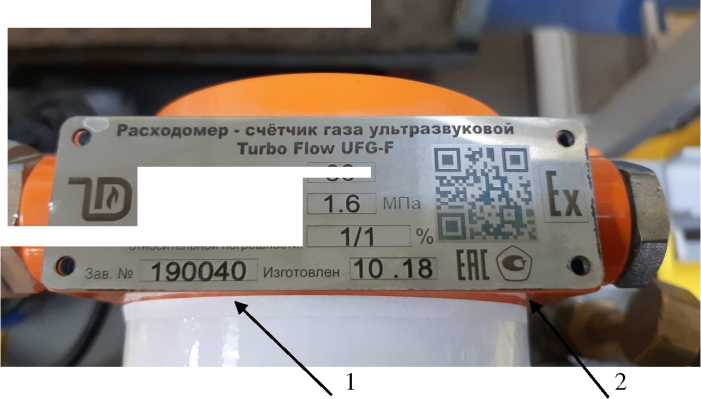 Расходомер - счётчик газа ультразвуковой
Turbo Flow UFG-F
1.6 МПа
1/1 %
Ex
Зав. № 190040 Изготовлен 10 .18 ЕАС
1 2